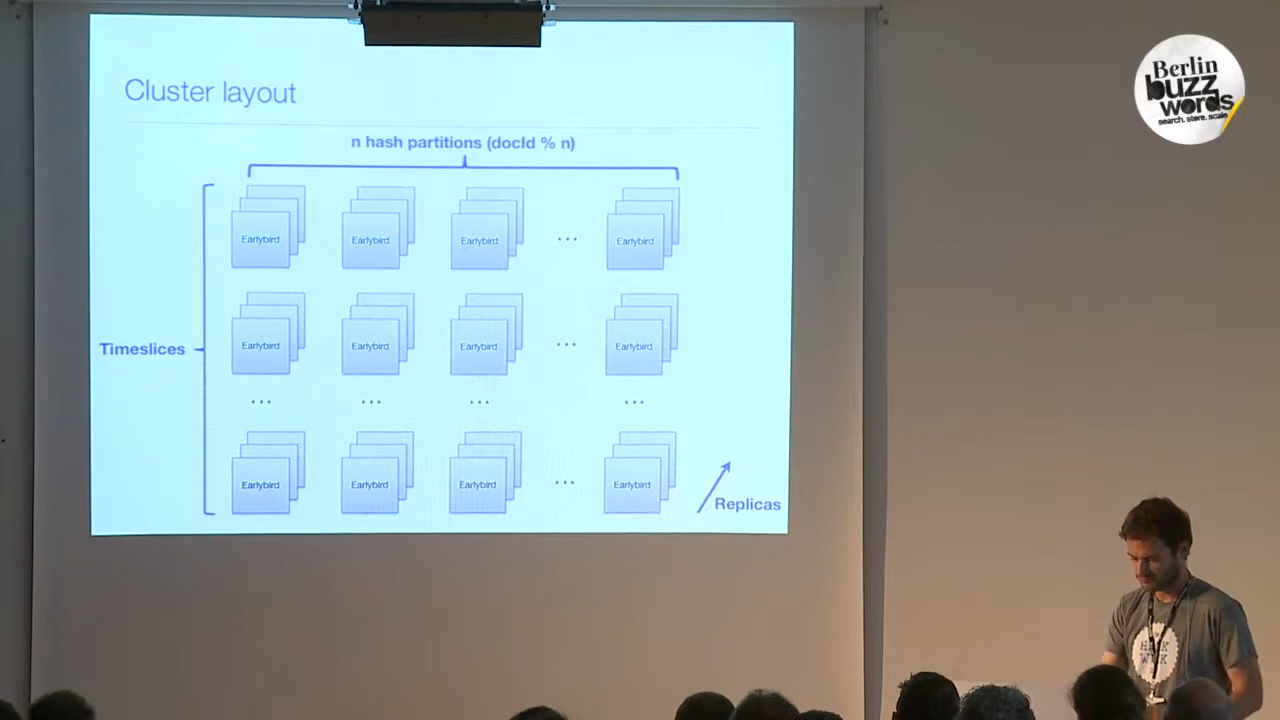 Cluster layout
n hash partitions (docId % n)
Earlybird Earlybird Earlybird ... Earlybird
Timeslices
Earlybird Earlybird Earlybird ... Earlybird
... ... ... ...
Earlybird Earlybird Earlybird ... Earlybird
Replicas
Berlin
buzz
words
search. store. scale